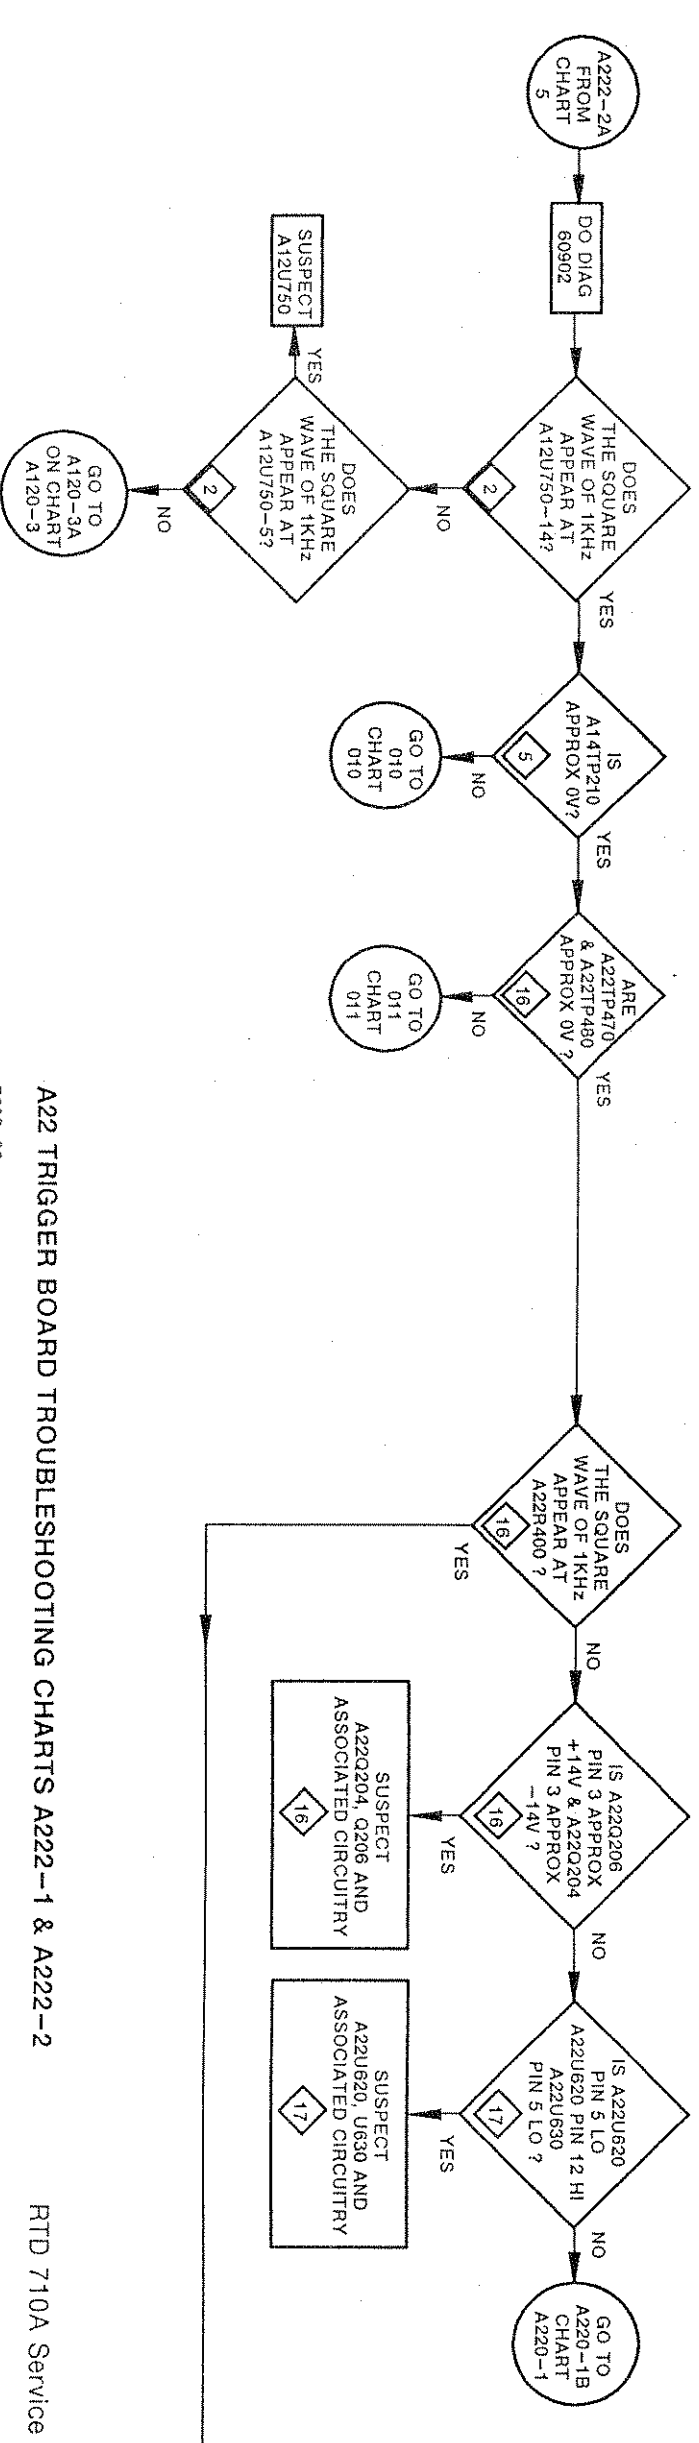 A222-2A
FROM
CHART
5
DO DIAG
60902
DOES
THE SQUARE
WAVE OF 1KHz
APPEAR AT
A12U750-14?
2
YES
NO
DOES
THE SQUARE
WAVE OF 1KHz
APPEAR AT
A12U750-5?
2
YES
SUSPECT
A12U750
NO
GO TO
A120-3A
ON CHART
A120-3
IS
A14TP210
APPROX 0V?
5
YES
NO
GO TO
010
CHART
010
ARE
A22TP470
& A22TP480
APPROX 0V ?
16
YES
NO
GO TO
011
CHART
011
DOES
THE SQUARE
WAVE OF 1KHz
APPEAR AT
A22R400 ?
16
YES
NO
IS A22Q206
PIN 3 APPROX
+14V & A22Q204
PIN 3 APPROX
-14V ?
16
YES
SUSPECT
A22Q204, Q206 AND
ASSOCIATED CIRCUITRY
16
NO
IS A22U620
PIN 5 LO
A22U620 PIN 12 HI
A22U630
PIN 5 LO ?
17
YES
SUSPECT
A22U620, U630 AND
ASSOCIATED CIRCUITRY
17
NO
GO TO
A220-1B
CHART
A220-1
A22 TRIGGER BOARD TROUBLESHOOTING CHARTS A222-1 & A222-2
RTD 710A Service